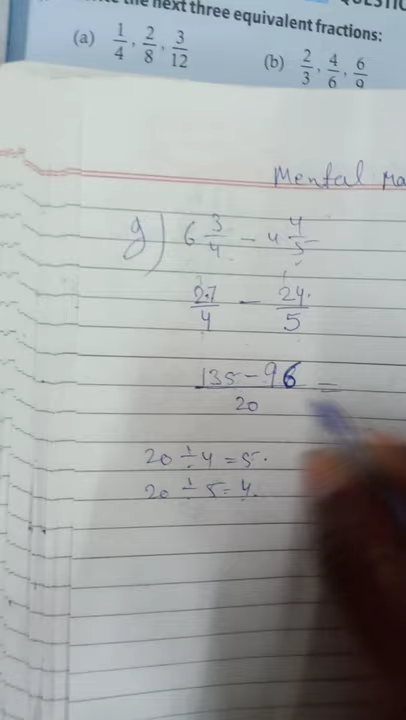 the next three equivalent fractions:
(a) 1/4, 2/8, 3/12 (b) 2/3, 4/6, 6/9
Mental Ma
g) 6 3/4 - 4 4/5
27/4 - 24/5
135-96/20 =
20 ÷ 4 = 5.
20 ÷ 5 = 4.